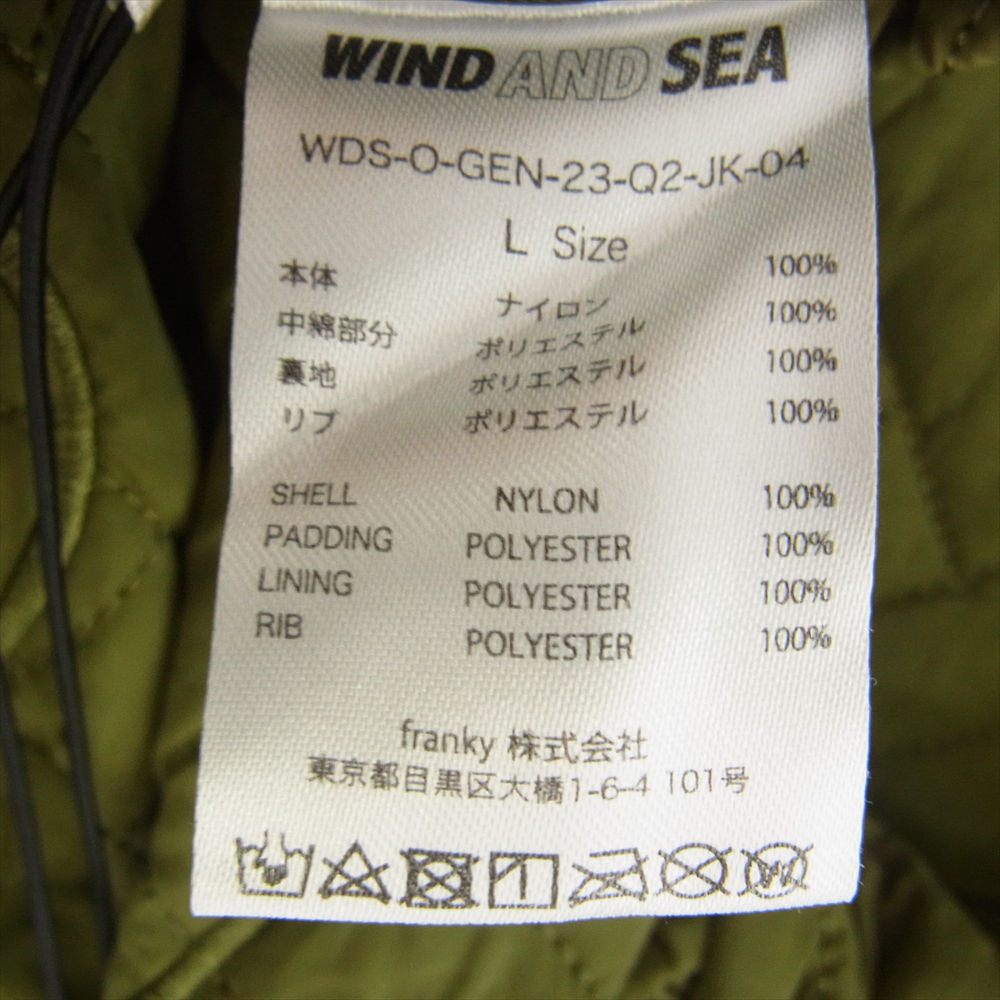 WIND AND SEA
WDS-O-GEN-23-Q2-JK-04
L Size
本体 ナイロン 100%
中綿部分 ポリエステル 100%
裏地 ポリエステル 100%
リブ ポリエステル 100%
SHELL NYLON 100%
PADDING POLYESTER 100%
LINING POLYESTER 100%
RIB POLYESTER 100%
franky 株式会社
東京都目黒区大橋1-6-4 101号